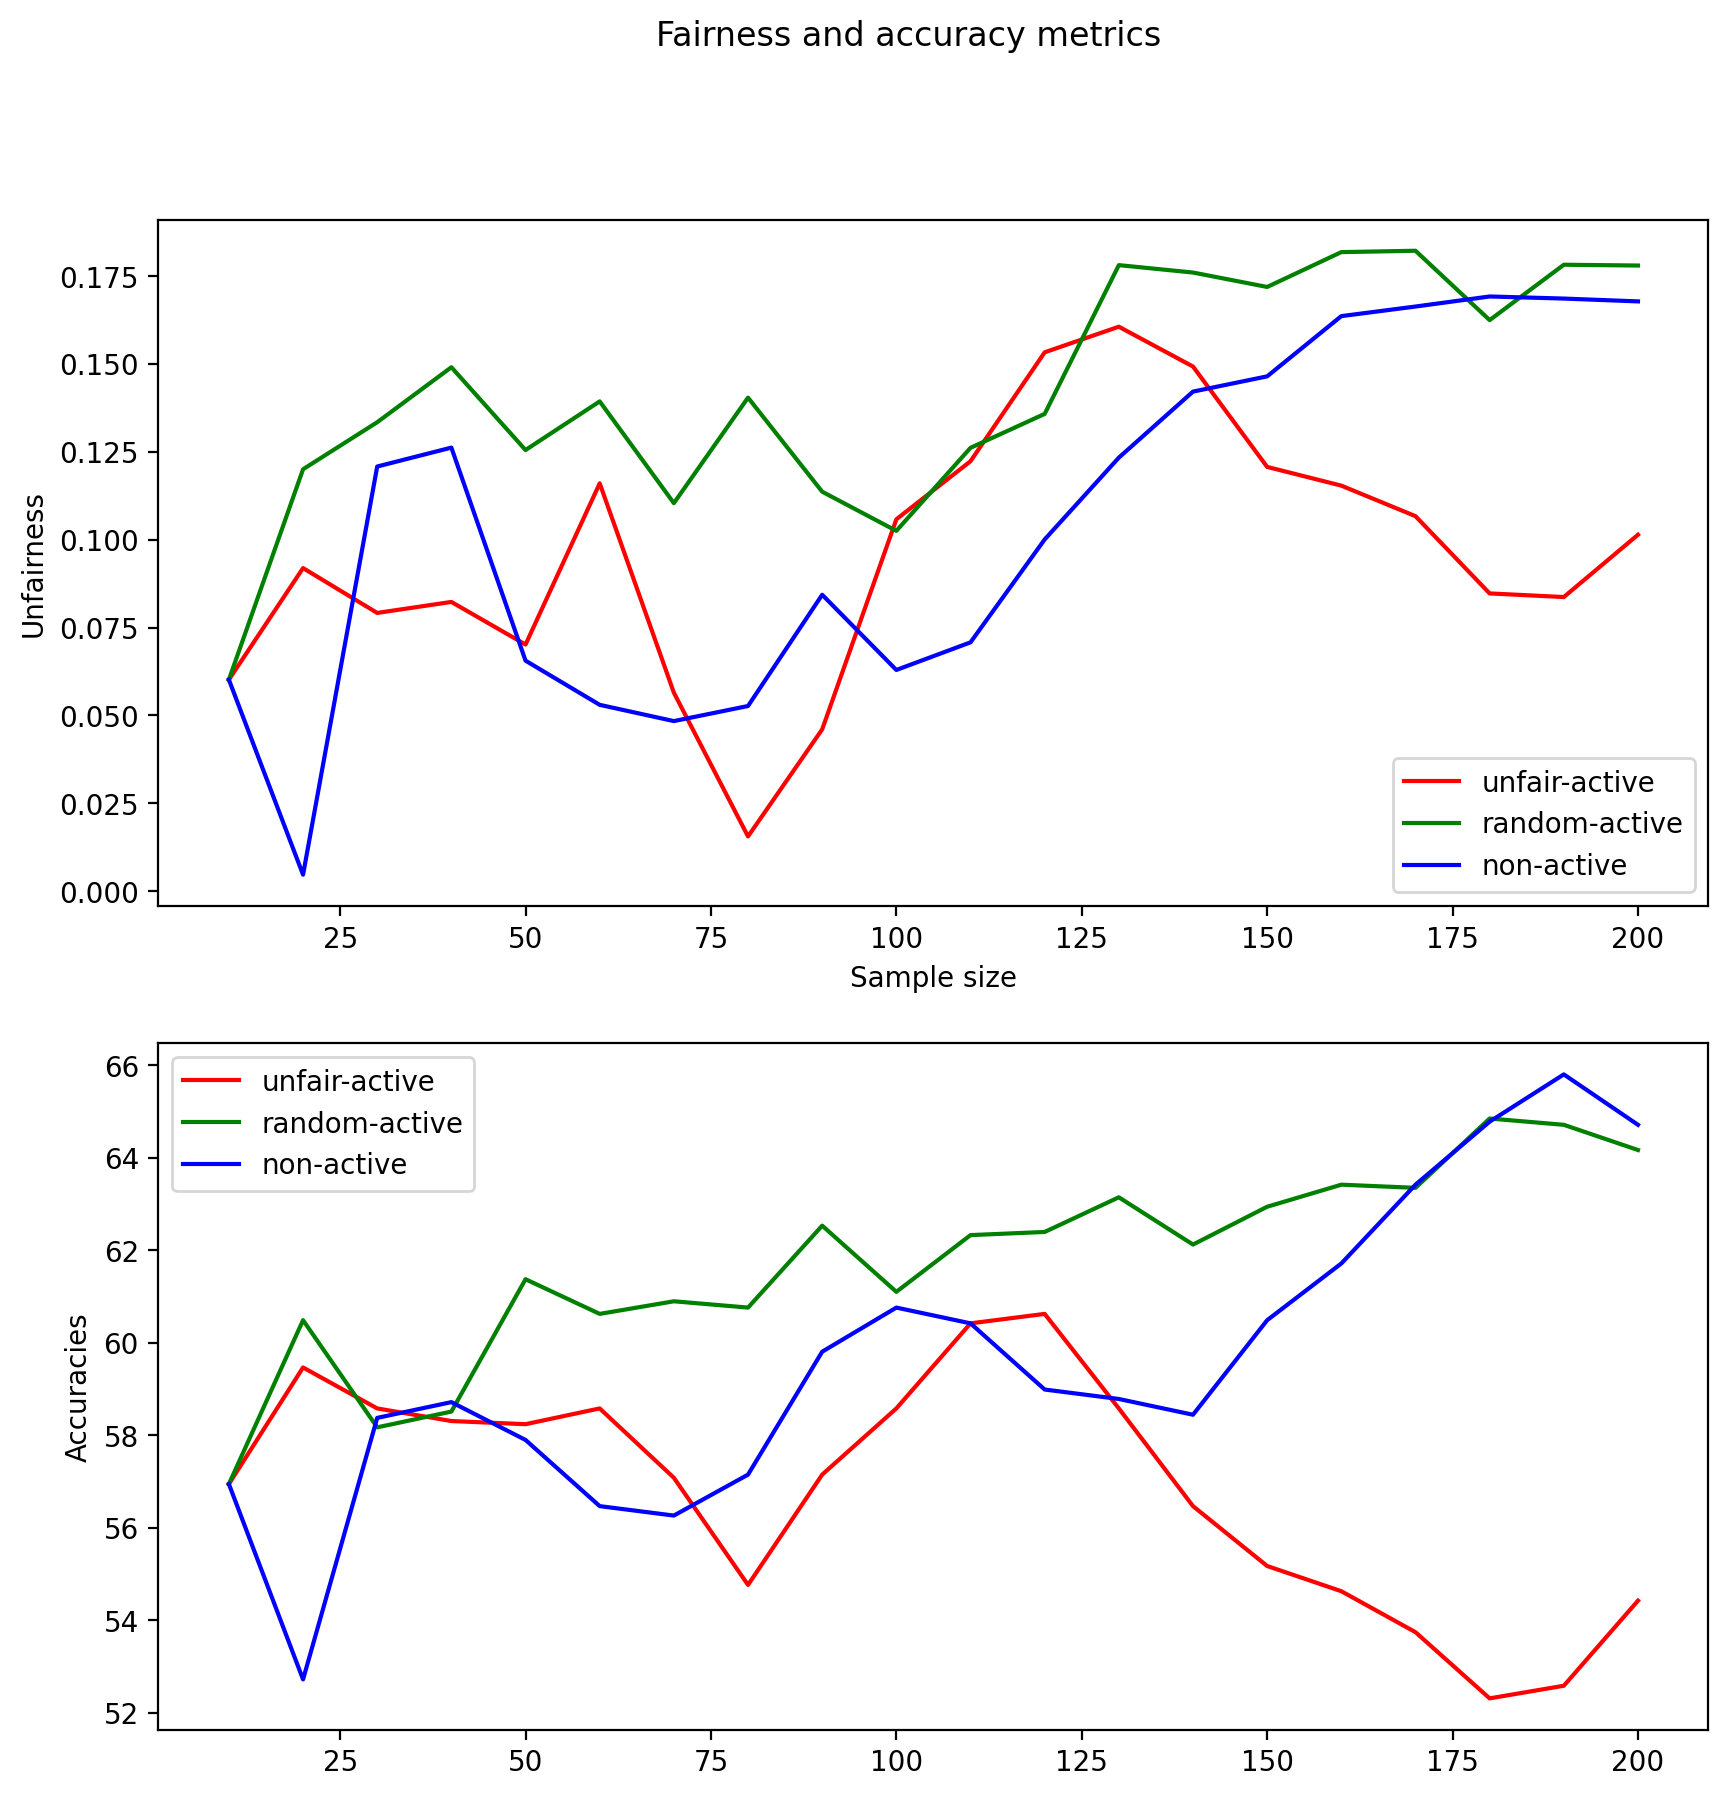 Fairness and accuracy metrics
0.175
0.150
0.125
0.100
0.075
0.050
0.025
0.000
Unfairness
unfair-active
random-active
non-active
25 50 75 100 125 150 175 200
Sample size
66
64
62
60
58
56
54
52
Accuracies
unfair-active
random-active
non-active
25 50 75 100 125 150 175 200